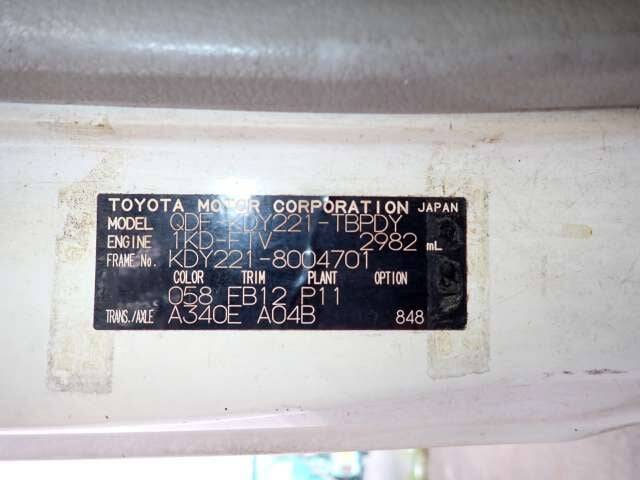 TOYOTA MOTOR CORPORATION JAPAN
MODEL QDF-KDY221-TBPDY
ENGINE 1KD-FTV 2982 mL
FRAME No. KDY221-8004701
COLOR TRIM PLANT OPTION
058 FB12 P11
TRANS./AXLE A340E A04B 848